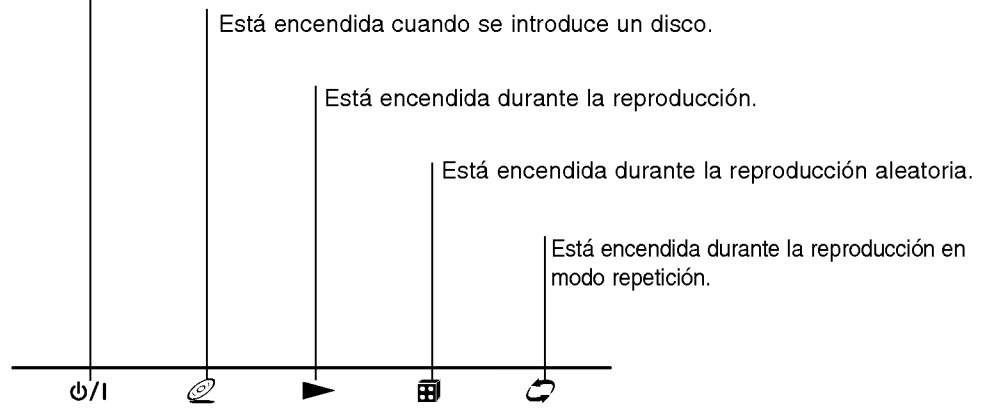 Está encendida cuando se introduce un disco.
Está encendida durante la reproducción.
Está encendida durante la reproducción aleatoria.
Está encendida durante la reproducción en
modo repetición.
⏻/I